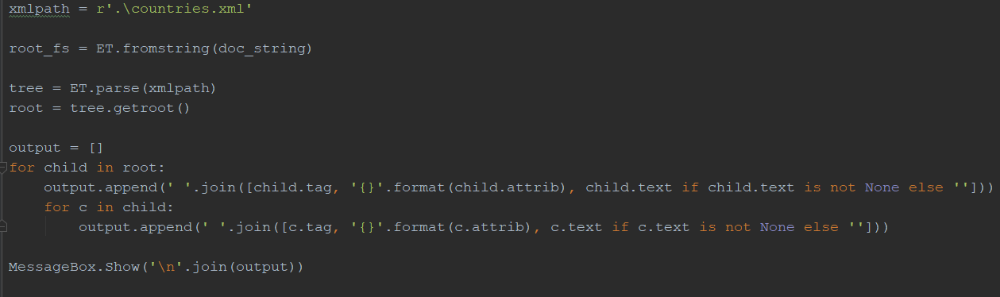 xmlpath = r'.\countries.xml'
root_fs = ET.fromstring(doc_string)
tree = ET.parse(xmlpath)
root = tree.getroot()
output = []
for child in root:
    output.append(' '.join([child.tag, '{}'.format(child.attrib), child.text if child.text is not None else '']))
    for c in child:
        output.append(' '.join([c.tag, '{}'.format(c.attrib), c.text if c.text is not None else '']))
MessageBox.Show('\n'.join(output))